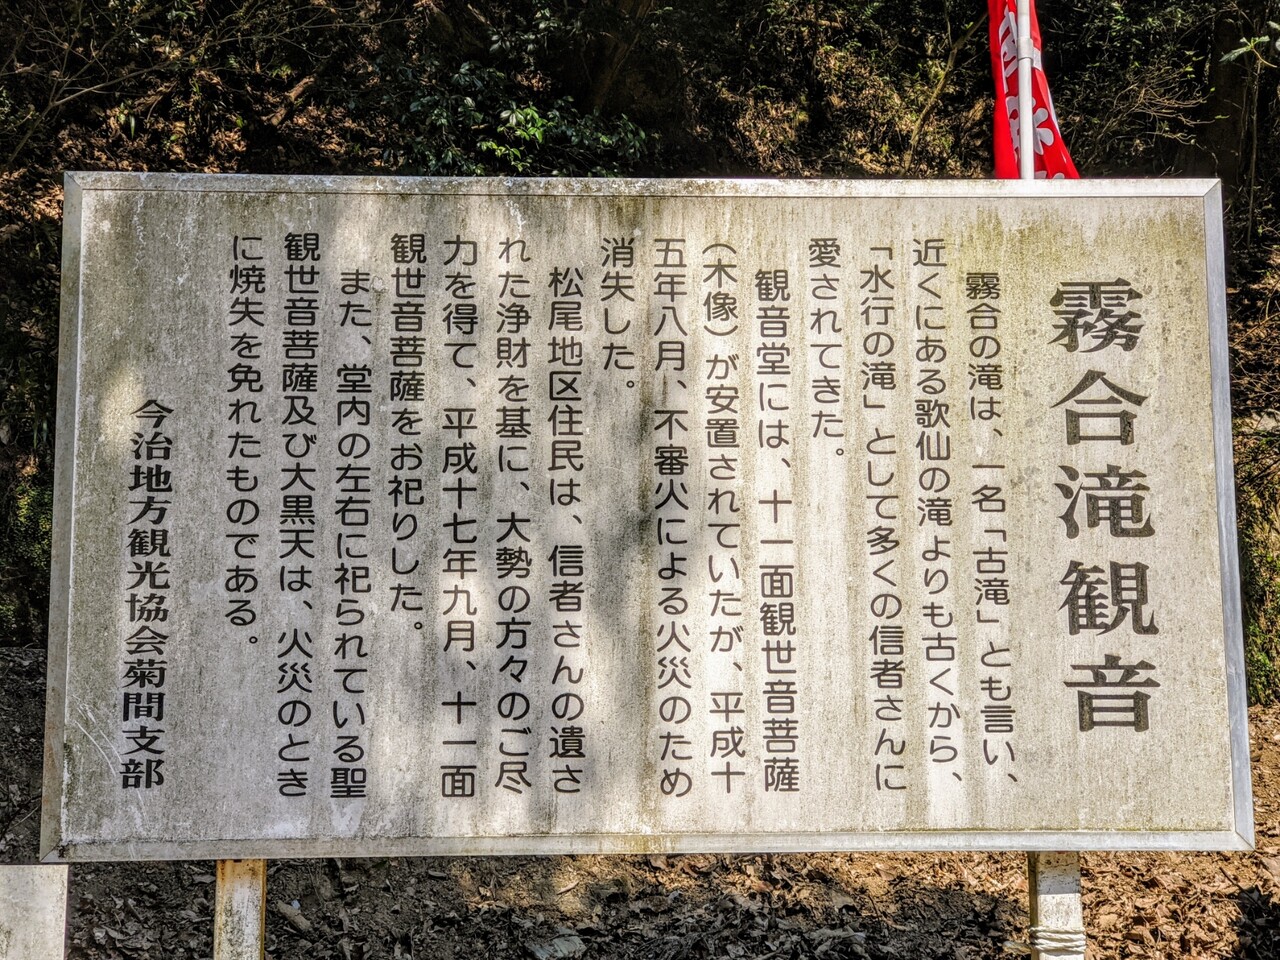 霧合滝観音
霧合の滝は、一名「古滝」とも言い、
近くにある歌仙の滝よりも古くから、
「水行の滝」として多くの信者さんに
愛されてきた。
観音堂には、十一面観世音菩薩
（木像）が安置されていたが、平成十
五年八月、不審火による火災のため
消失した。
松尾地区住民は、信者さんの遺さ
れた浄財を基に、大勢の方々のご尽
力を得て、平成十七年九月、十一面
観世音菩薩をお祀りした。
また、堂内の左右に祀られている聖
観世音菩薩及び大黒天は、火災のとき
に焼失を免れたものである。
今治地方観光協会菊間支部